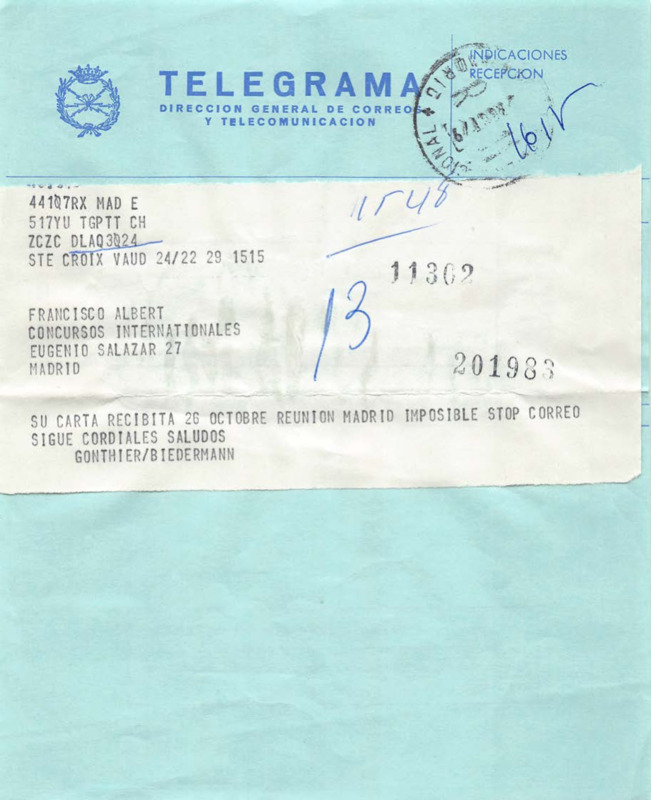 TELEGRAMA
DIRECCION GENERAL DE CORREOS
Y TELECOMUNICACION
INDICACIONES
RECEPCION
1615
44107RX MAD E
517YU TGPTT CH
ZCZC DLAQ3024
STE CROIX VAUD 24/22 29 1515
1548
11302
13
FRANCISCO ALBERT
CONCURSOS INTERNATIONALES
EUGENIO SALAZAR 27
MADRID
201983
SU CARTA RECIBITA 26 OCTOBRE REUNION MADRID IMPOSIBLE STOP CORREO
SIGUE CORDIALES SALUDOS
GONTHIER/BIEDERMANN